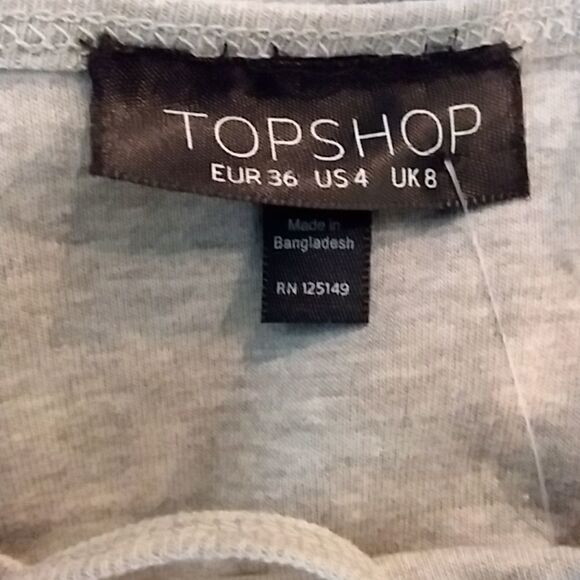 TOPSHOP
EUR 36 US 4 UK 8
Made in
Bangladesh
RN 125149